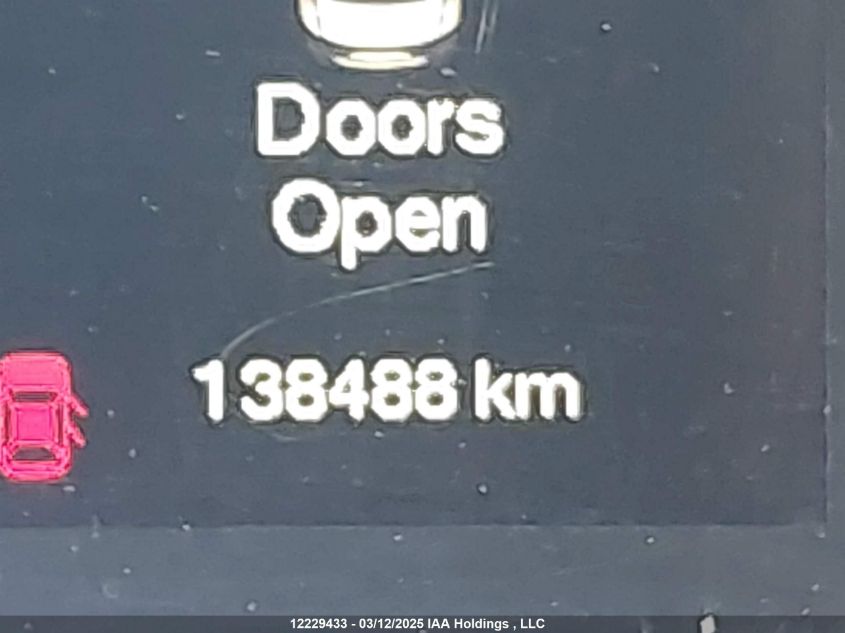 Doors
Open
138488 km
12229433 - 03/12/2025 IAA Holdings , LLC